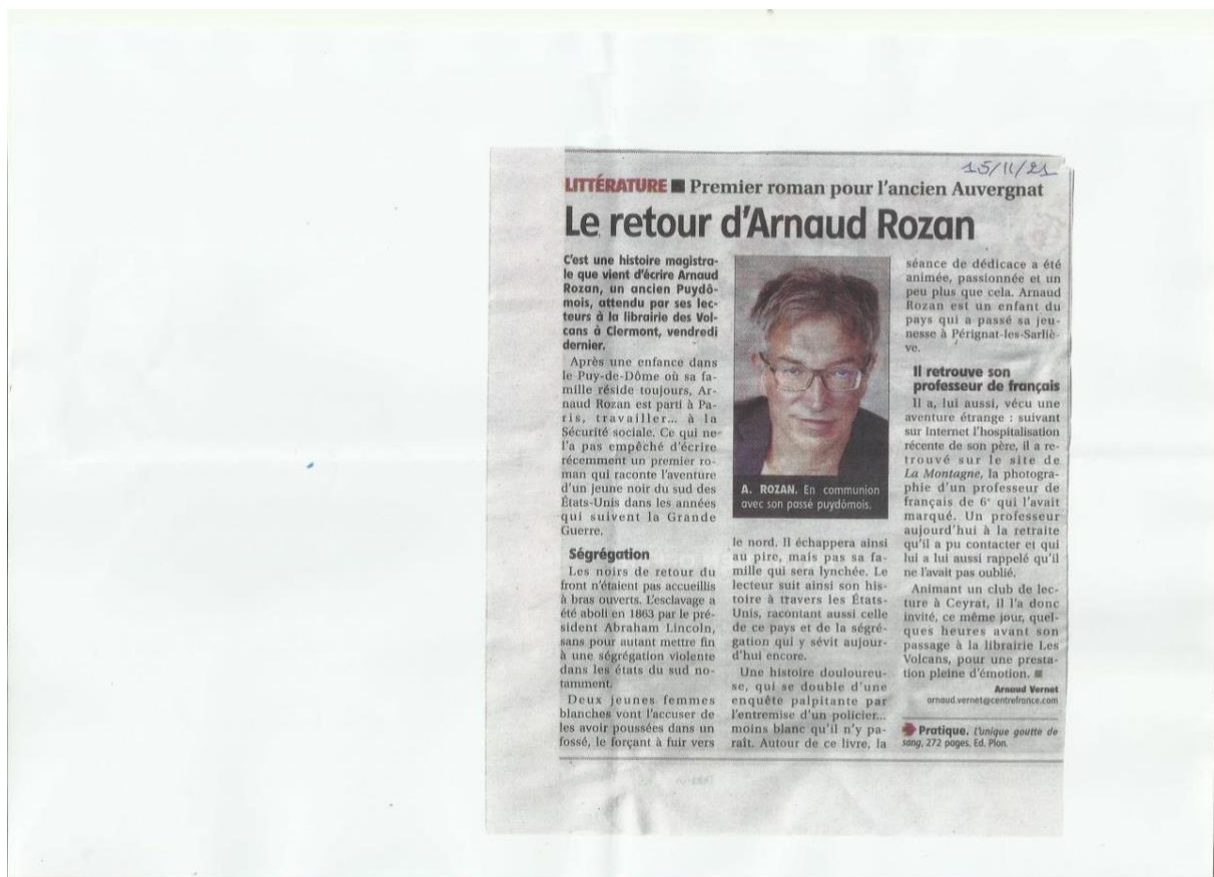 15/11/21
LITTÉRATURE ■ Premier roman pour l'ancien Auvergnat
Le retour d'Arnaud Rozan
C'est une histoire magistra-
le que vient d'écrire Arnaud
Rozan, un ancien Puydô-
mois, attendu par ses lec-
teurs à la librairie des Vol-
cans à Clermont, vendredi
dernier.
Après une enfance dans
le Puy-de-Dôme où sa fa-
mille réside toujours, Ar-
naud Rozan est parti à Pa-
ris, travailler... à la
Sécurité sociale. Ce qui ne
l'a pas empêché d'écrire
récemment un premier ro-
man qui raconte l'aventure
d'un jeune noir du sud des
États-Unis dans les années
qui suivent la Grande
Guerre.
Ségrégation
Les noirs de retour du
front n'étaient pas accueillis
à bras ouverts. L'esclavage a
été aboli en 1863 par le pré-
sident Abraham Lincoln,
sans pour autant mettre fin
à une ségrégation violente
dans les états du sud no-
tamment.
Deux jeunes femmes
blanches vont l'accuser de
les avoir poussées dans un
fossé, le forçant à fuir vers
A. ROZAN. En communion
avec son passé puydômois.
le nord. Il échappera ainsi
au pire, mais pas sa fa-
mille qui sera lynchée. Le
lecteur suit ainsi son his-
toire à travers les États-
Unis, racontant aussi celle
de ce pays et de la ségré-
gation qui y sévit aujour-
d'hui encore.
Une histoire douloureu-
se, qui se double d'une
enquête palpitante par
l'entremise d'un policier...
moins blanc qu'il n'y pa-
raît. Autour de ce livre, la
séance de dédicace a été
animée, passionnée et un
peu plus que cela. Arnaud
Rozan est un enfant du
pays qui a passé sa jeu-
nesse à Pérignat-les-Sarliè-
ve.
Il retrouve son
professeur de français
Il a, lui aussi, vécu une
aventure étrange : suivant
sur Internet l'hospitalisation
récente de son père, il a re-
trouvé sur le site de
La Montagne, la photogra-
phie d'un professeur de
français de 6e qui l'avait
marqué. Un professeur
aujourd'hui à la retraite
qu'il a pu contacter et qui
lui a lui aussi rappelé qu'il
ne l'avait pas oublié.
Animant un club de lec-
ture à Ceyrat, il l'a donc
invité, ce même jour, quel-
ques heures avant son
passage à la librairie Les
Volcans, pour une presta-
tion pleine d'émotion. ■
Arnaud Vernet
arnaud.vernet@centrefrance.com
Pratique. L'unique goutte de
sang, 272 pages, Ed. Plon.